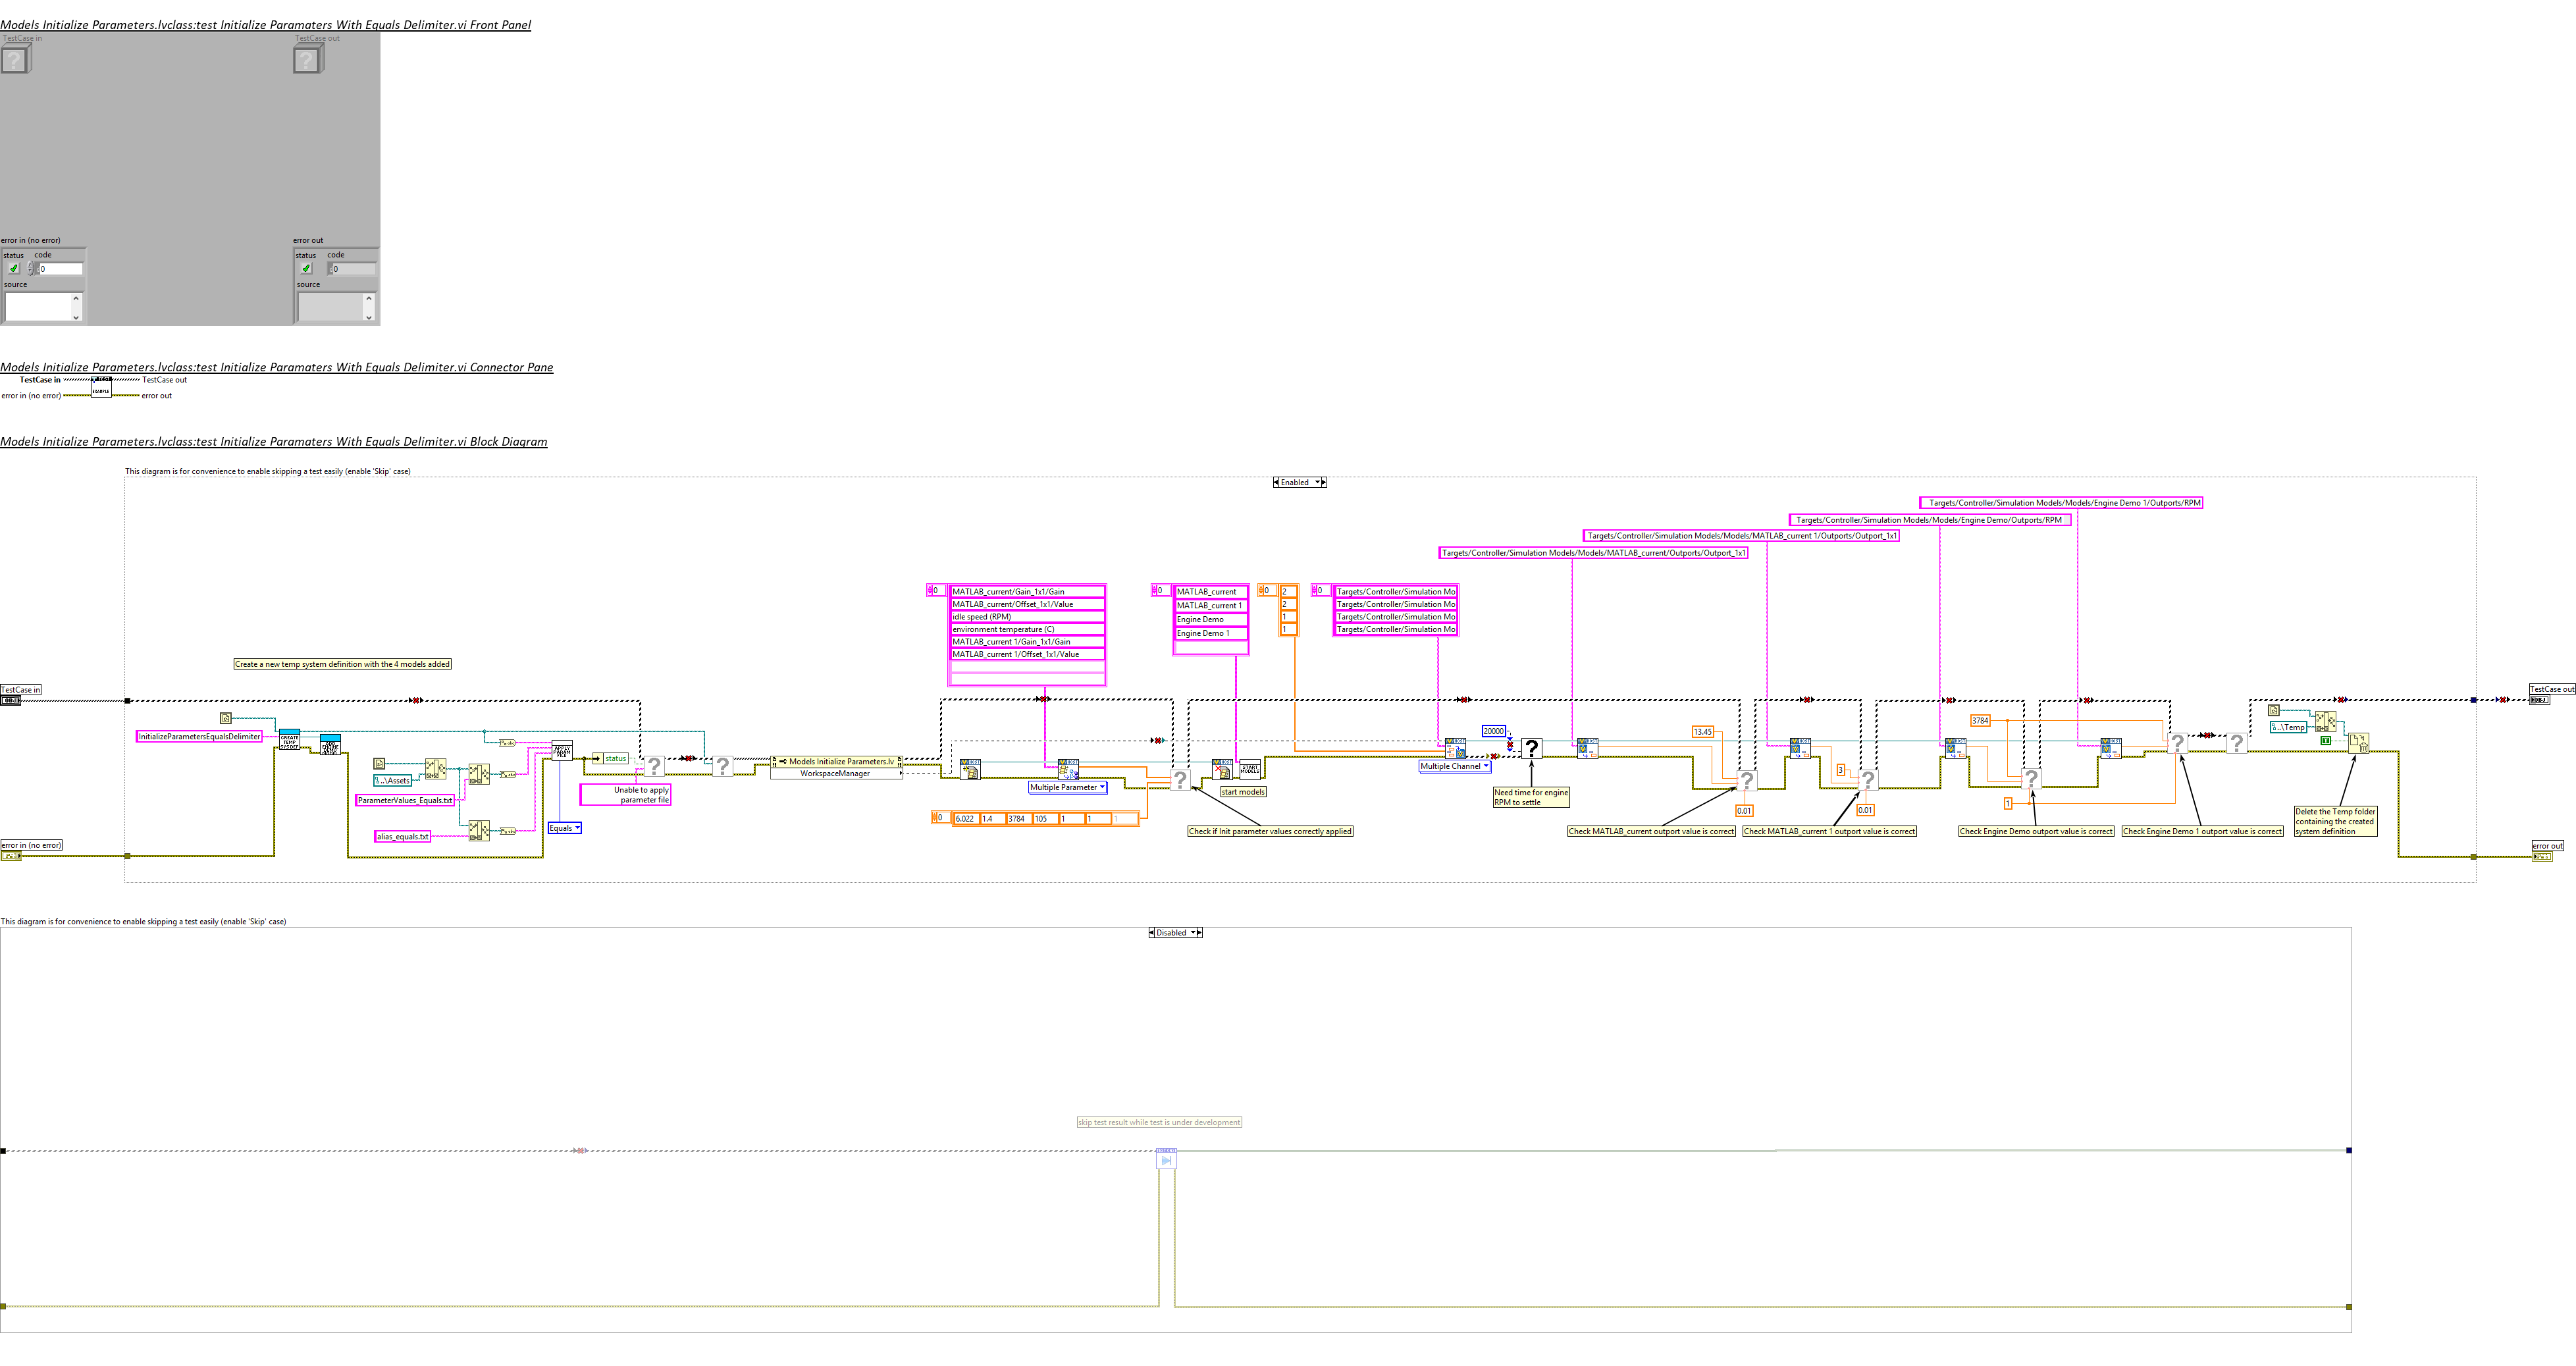 Models Initialize Parameters.lvclass:test Initialize Paramaters With Equals Delimiter.vi Front Panel
TestCase in
TestCase out
error in (no error)
error out
status code
0
source
status code
0
source
Models Initialize Parameters.lvclass:test Initialize Paramaters With Equals Delimiter.vi Connector Pane
TestCase in
TestCase out
TEST
EXAMPLE
error in (no error)
error out
Models Initialize Parameters.lvclass:test Initialize Paramaters With Equals Delimiter.vi Block Diagram
This diagram is for convenience to enable skipping a test easily (enable 'Skip' case)
Enabled
Targets/Controller/Simulation Models/Models/Engine Demo 1/Outports/RPM
Targets/Controller/Simulation Models/Models/Engine Demo/Outports/RPM
Targets/Controller/Simulation Models/Models/MATLAB_current 1/Outports/Outport_1x1
Targets/Controller/Simulation Models/Models/MATLAB_current/Outports/Outport_1x1
0
MATLAB_current/Gain_1x1/Gain
MATLAB_current/Offset_1x1/Value
idle speed (RPM)
environment temperature (C)
MATLAB_current 1/Gain_1x1/Gain
MATLAB_current 1/Offset_1x1/Value
0
MATLAB_current
MATLAB_current 1
Engine Demo
Engine Demo 1
0
2
2
1
1
0
Targets/Controller/Simulation Mo
Targets/Controller/Simulation Mo
Targets/Controller/Simulation Mo
Targets/Controller/Simulation Mo
Create a new temp system definition with the 4 models added
TestCase in
TestCase out
InitializeParametersEqualsDelimiter
CREATE TEMP SYSDEF
..\Assets
ParameterValues_Equals.txt
alias_equals.txt
APPLY PARAM FILE
Equals
status
Unable to apply
parameter file
Models Initialize Parameters.lv
WorkspaceManager
Multiple Parameter
0 6.022 1.4 3784 105 1 1 1
Check if Init parameter values correctly applied
START MODELS
start models
Multiple Channel
20000
Need time for engine
RPM to settle
13.45
0.01
Check MATLAB_current outport value is correct
3
0.01
Check MATLAB_current 1 outport value is correct
3784
1
Check Engine Demo outport value is correct
Check Engine Demo 1 outport value is correct
..\Temp
T
Delete the Temp folder
containing the created
system definition
error in (no error)
error out
This diagram is for convenience to enable skipping a test easily (enable 'Skip' case)
Disabled
skip test result while test is under development